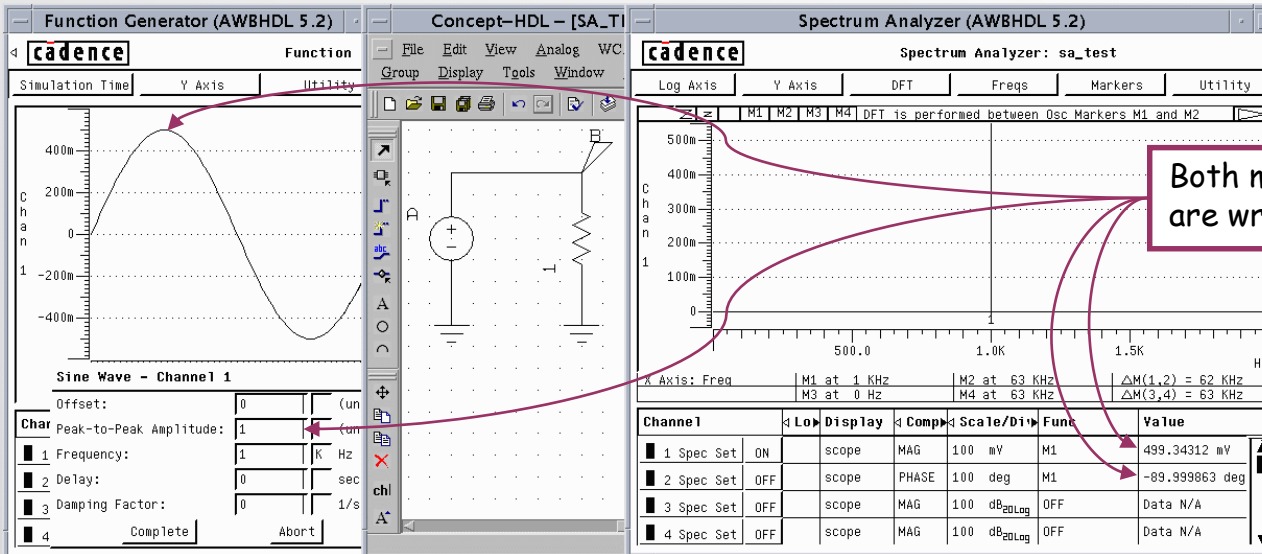 Function Generator (AWBHDL 5.2)
cadence
Function
Simulation Time
Y Axis
Utility
400m
200m
0
-200m
-400m
Chan 1
Sine Wave - Channel 1
Offset: 0
Peak-to-Peak Amplitude: 1
Frequency: 1 K Hz
Delay: 0 sec
Damping Factor: 0 1/s
Complete
Abort
1
2
3
4
Concept-HDL - [SA_T
File Edit View Analog WC
Group Display Tools Window
abc
A
chl
A
A
B
+
-
1
Spectrum Analyzer (AWBHDL 5.2)
cadence
Spectrum Analyzer: sa_test
Log Axis
Y Axis
DFT
Freqs
Markers
Utility
Z z M1 M2 M3 M4 DFT is performed between Osc Markers M1 and M2
500m
400m
300m
200m
100m
0
Chan 1
1
500.0 1.0K 1.5K
H
Both
are
X Axis: Freq M1 at 1 KHz M2 at 63 KHz △M(1,2) = 62 KHz
M3 at 0 Hz M4 at 63 KHz △M(3,4) = 63 KHz
Channel Lo Display Comp Scale/Di Func Value
1 Spec Set ON scope MAG 100 mV M1 499.34312 mV
2 Spec Set OFF scope PHASE 100 deg M1 -89.999863 deg
3 Spec Set OFF scope MAG 100 dB20Log OFF Data N/A
4 Spec Set OFF scope MAG 100 dB20Log OFF Data N/A